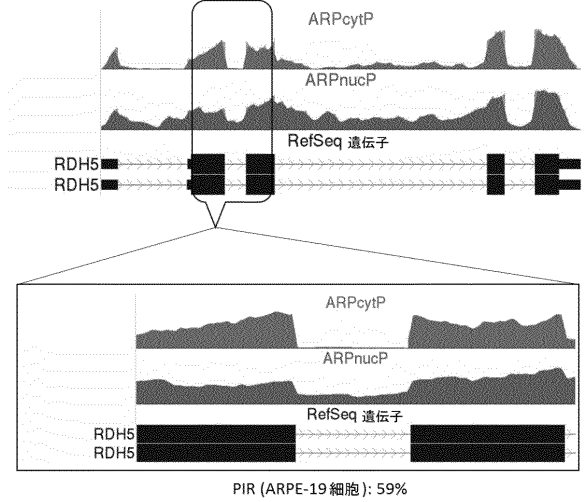 ARPcytP
ARPnucP
RefSeq 遺伝子
RDH5
RDH5
ARPcytP
ARPnucP
RefSeq 遺伝子
RDH5
RDH5
PIR (ARPE-19 細胞): 59%